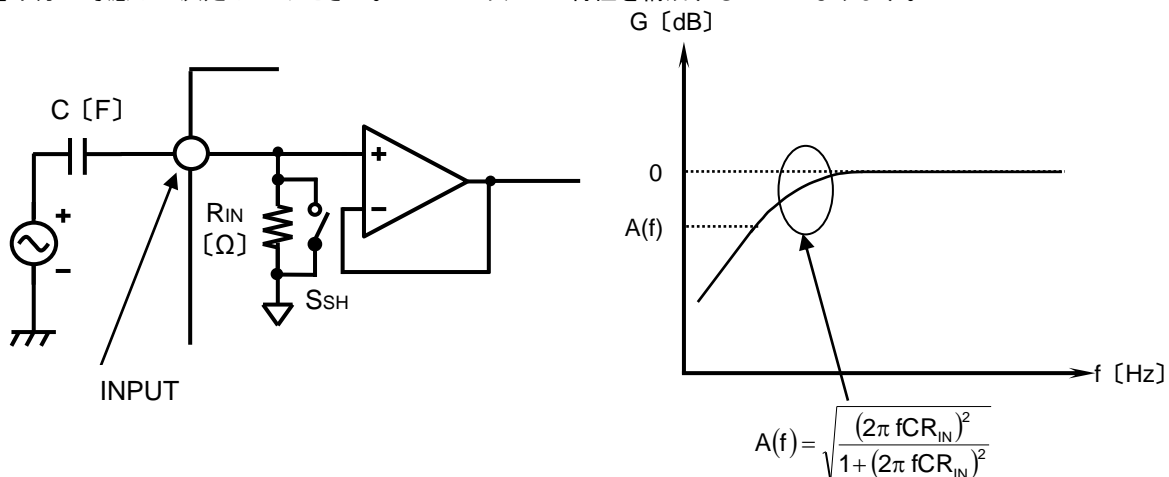 G〔dB〕
C〔F〕
+
−
INPUT
RIN
〔Ω〕
SSH
+
−
0
A(f)
f〔Hz〕
A(f) = √((2π fCRIN)² / (1 + (2π fCRIN)²))